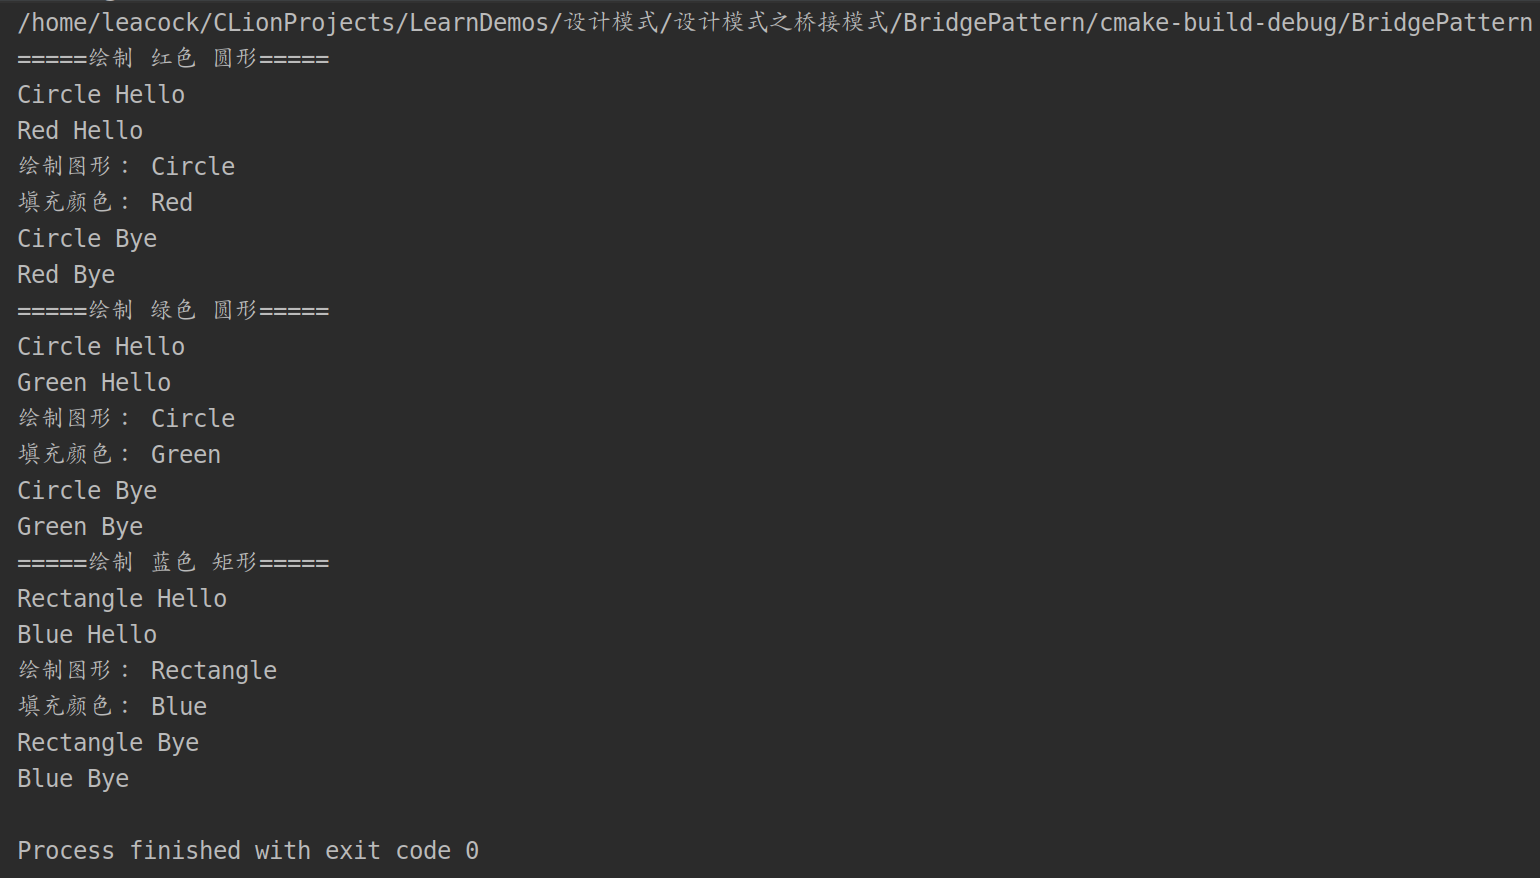 /home/leacock/CLionProjects/LearnDemos/设计模式/设计模式之桥接模式/BridgePattern/cmake-build-debug/BridgePattern
=====绘制 红色 圆形=====
Circle Hello
Red Hello
绘制图形： Circle
填充颜色： Red
Circle Bye
Red Bye
=====绘制 绿色 圆形=====
Circle Hello
Green Hello
绘制图形： Circle
填充颜色： Green
Circle Bye
Green Bye
=====绘制 蓝色 矩形=====
Rectangle Hello
Blue Hello
绘制图形： Rectangle
填充颜色： Blue
Rectangle Bye
Blue Bye
Process finished with exit code 0